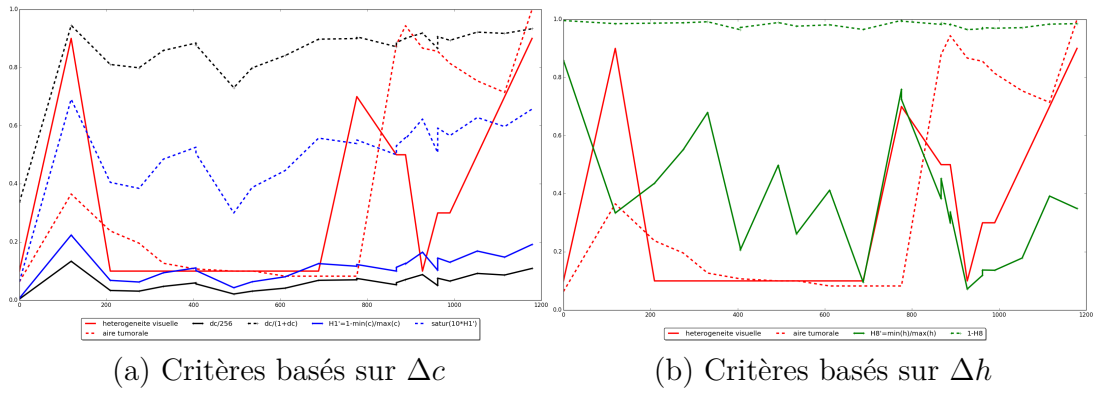 1.0
0.8
0.6
0.4
0.2
0.0
0 200 400 600 800 1000 1200
heterogeneite visuelle dc/256 dc/(1+dc) H1'=1-min(c)/max(c) satur(10*H1')
aire tumorale
(a) Critères basés sur Δc
1.0
0.8
0.6
0.4
0.2
0.0
0 200 400 600 800 1000 1200
heterogeneite visuelle aire tumorale H8'=min(h)/max(h) 1-H8
(b) Critères basés sur Δh